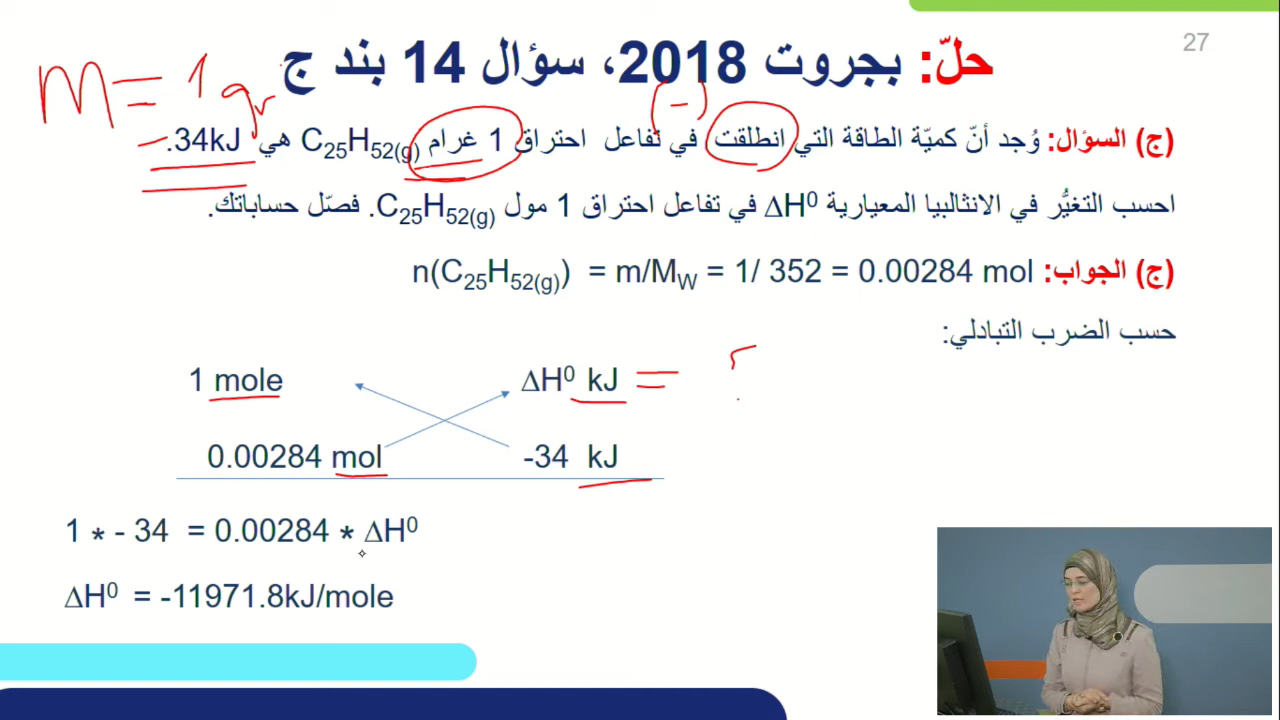 27
حلّ: بجروت 2018، سؤال 14 بند ج
m = 1 gr
(-)
(ج) السؤال: وُجد أنّ كميّة الطاقة التي انطلقت في تفاعل احتراق 1 غرام C25H52(g) هي 34kJ.
احسب التغيُّر في الانثالبيا المعيارية ΔH0 في تفاعل احتراق 1 مول C25H52(g). فصّل حساباتك.
(ج) الجواب: n(C25H52(g)) = m/MW = 1/ 352 = 0.00284 mol
حسب الضرب التبادلي:
1 mole ΔH0 kJ =
0.00284 mol -34 kJ
1 * - 34 = 0.00284 * ΔH0
ΔH0 = -11971.8kJ/mole